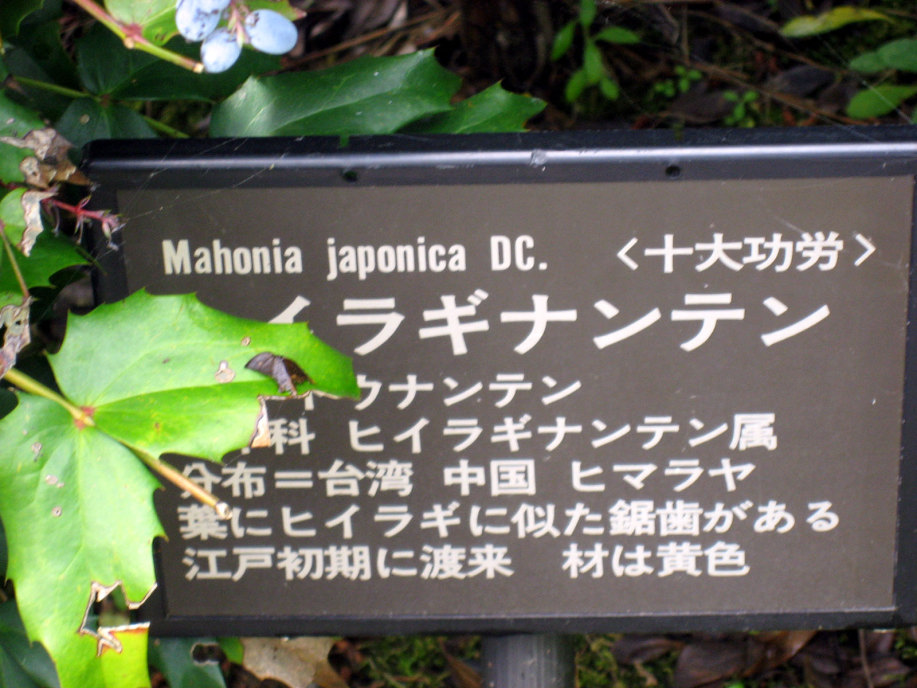 Mahonia japonica DC. <十大功労>
イラギナンテン
トウナンテン
科 ヒイラギナンテン属
分布=台湾 中国 ヒマラヤ
葉にヒイラギに似た鋸歯がある
江戸初期に渡来 材は黄色